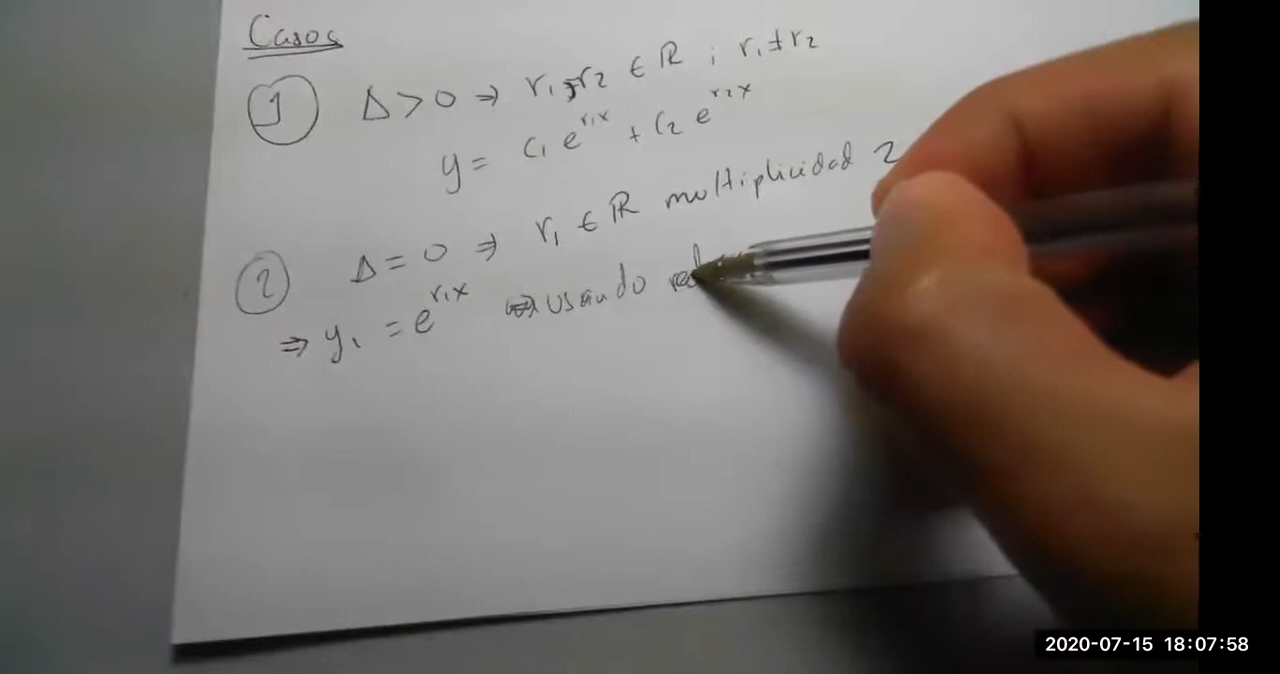 Casos
1 Δ > 0 ⇒ r₁, r₂ ∈ ℝ ; r₁ ≠ r₂
y = c₁ e^{r₁x} + c₂ e^{r₂x}
2 Δ = 0 ⇒ r₁ ∈ ℝ multiplicidad 2
⇒ y₁ = e^{r₁x} ⇒ usando
2020-07-15 18:07:58